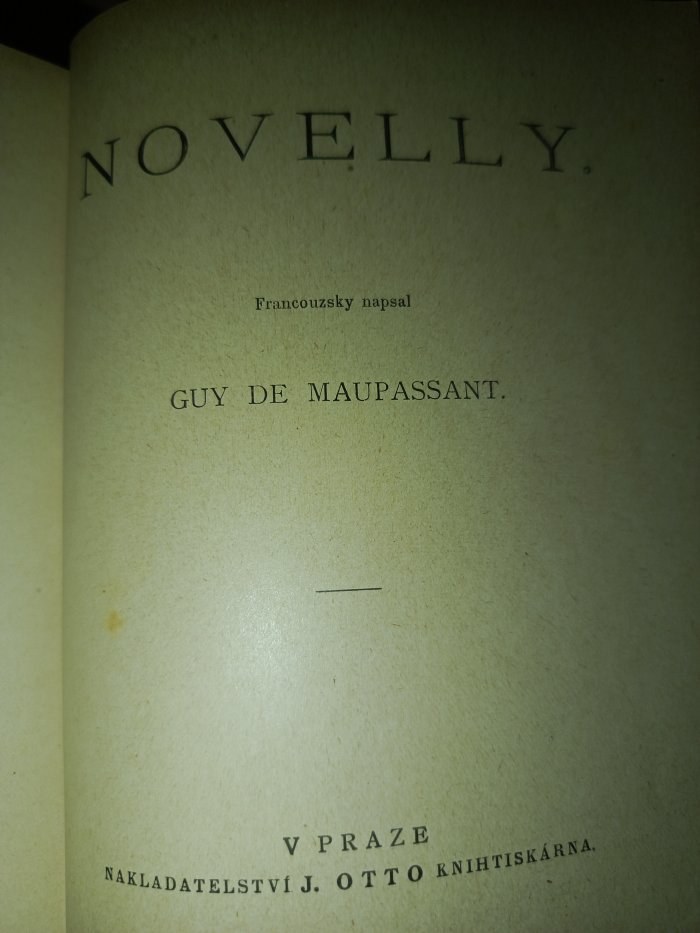 NOVELLY.
Francouzsky napsal
GUY DE MAUPASSANT.
V PRAZE
NAKLADATELSTVÍ J. OTTO KNIHTISKÁRNA.